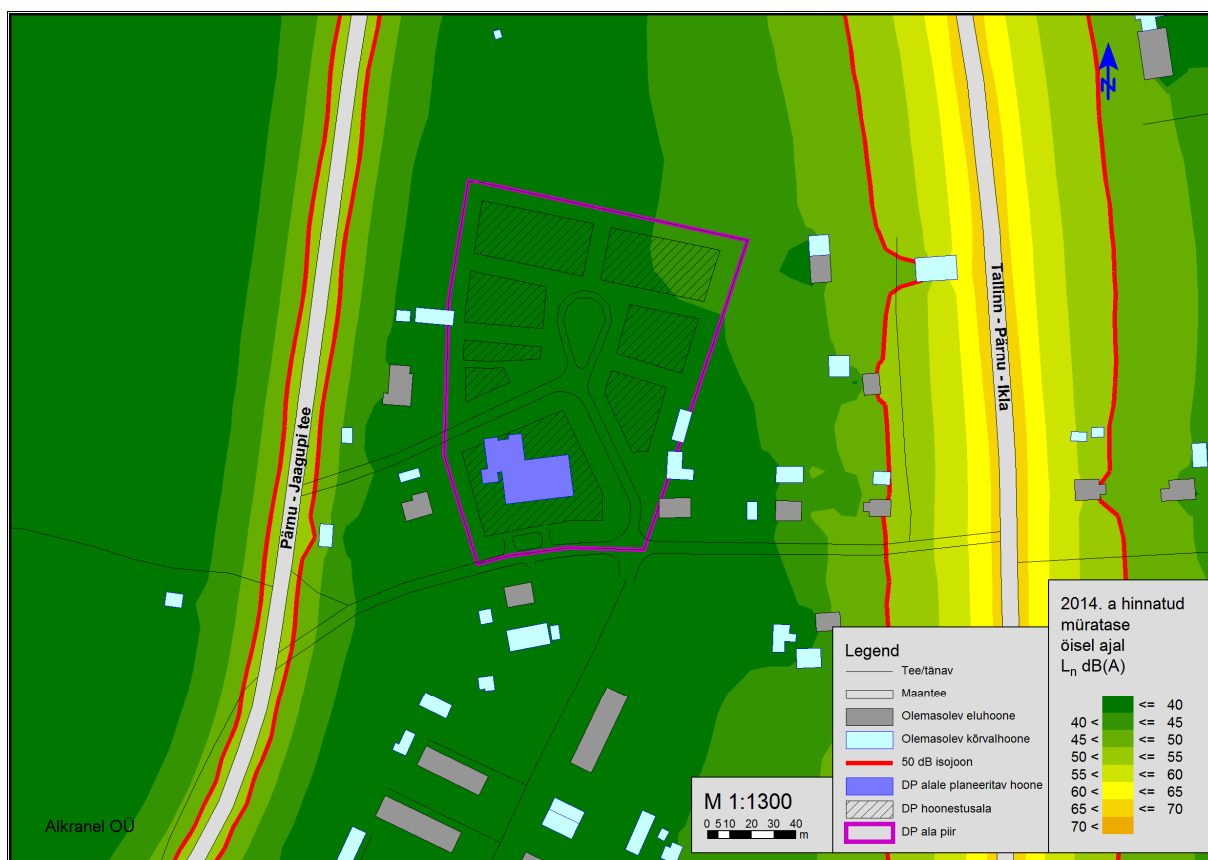 N
Pärnu - Jaagupi tee
Tallinn - Pärnu - Ikla
Alkranel OÜ
M 1:1300
0 5 10 20 30 40
m
Legend
Tee/tänav
Maantee
Olemasolev eluhoone
Olemasolev kõrvalhoone
50 dB isojoon
DP alale planeeritav hoone
DP hoonestusala
DP ala piir
2014. a hinnatud
müratase
öisel ajal
Ln dB(A)
<= 40
40 < <= 45
45 < <= 50
50 < <= 55
55 < <= 60
60 < <= 65
65 < <= 70
70 <